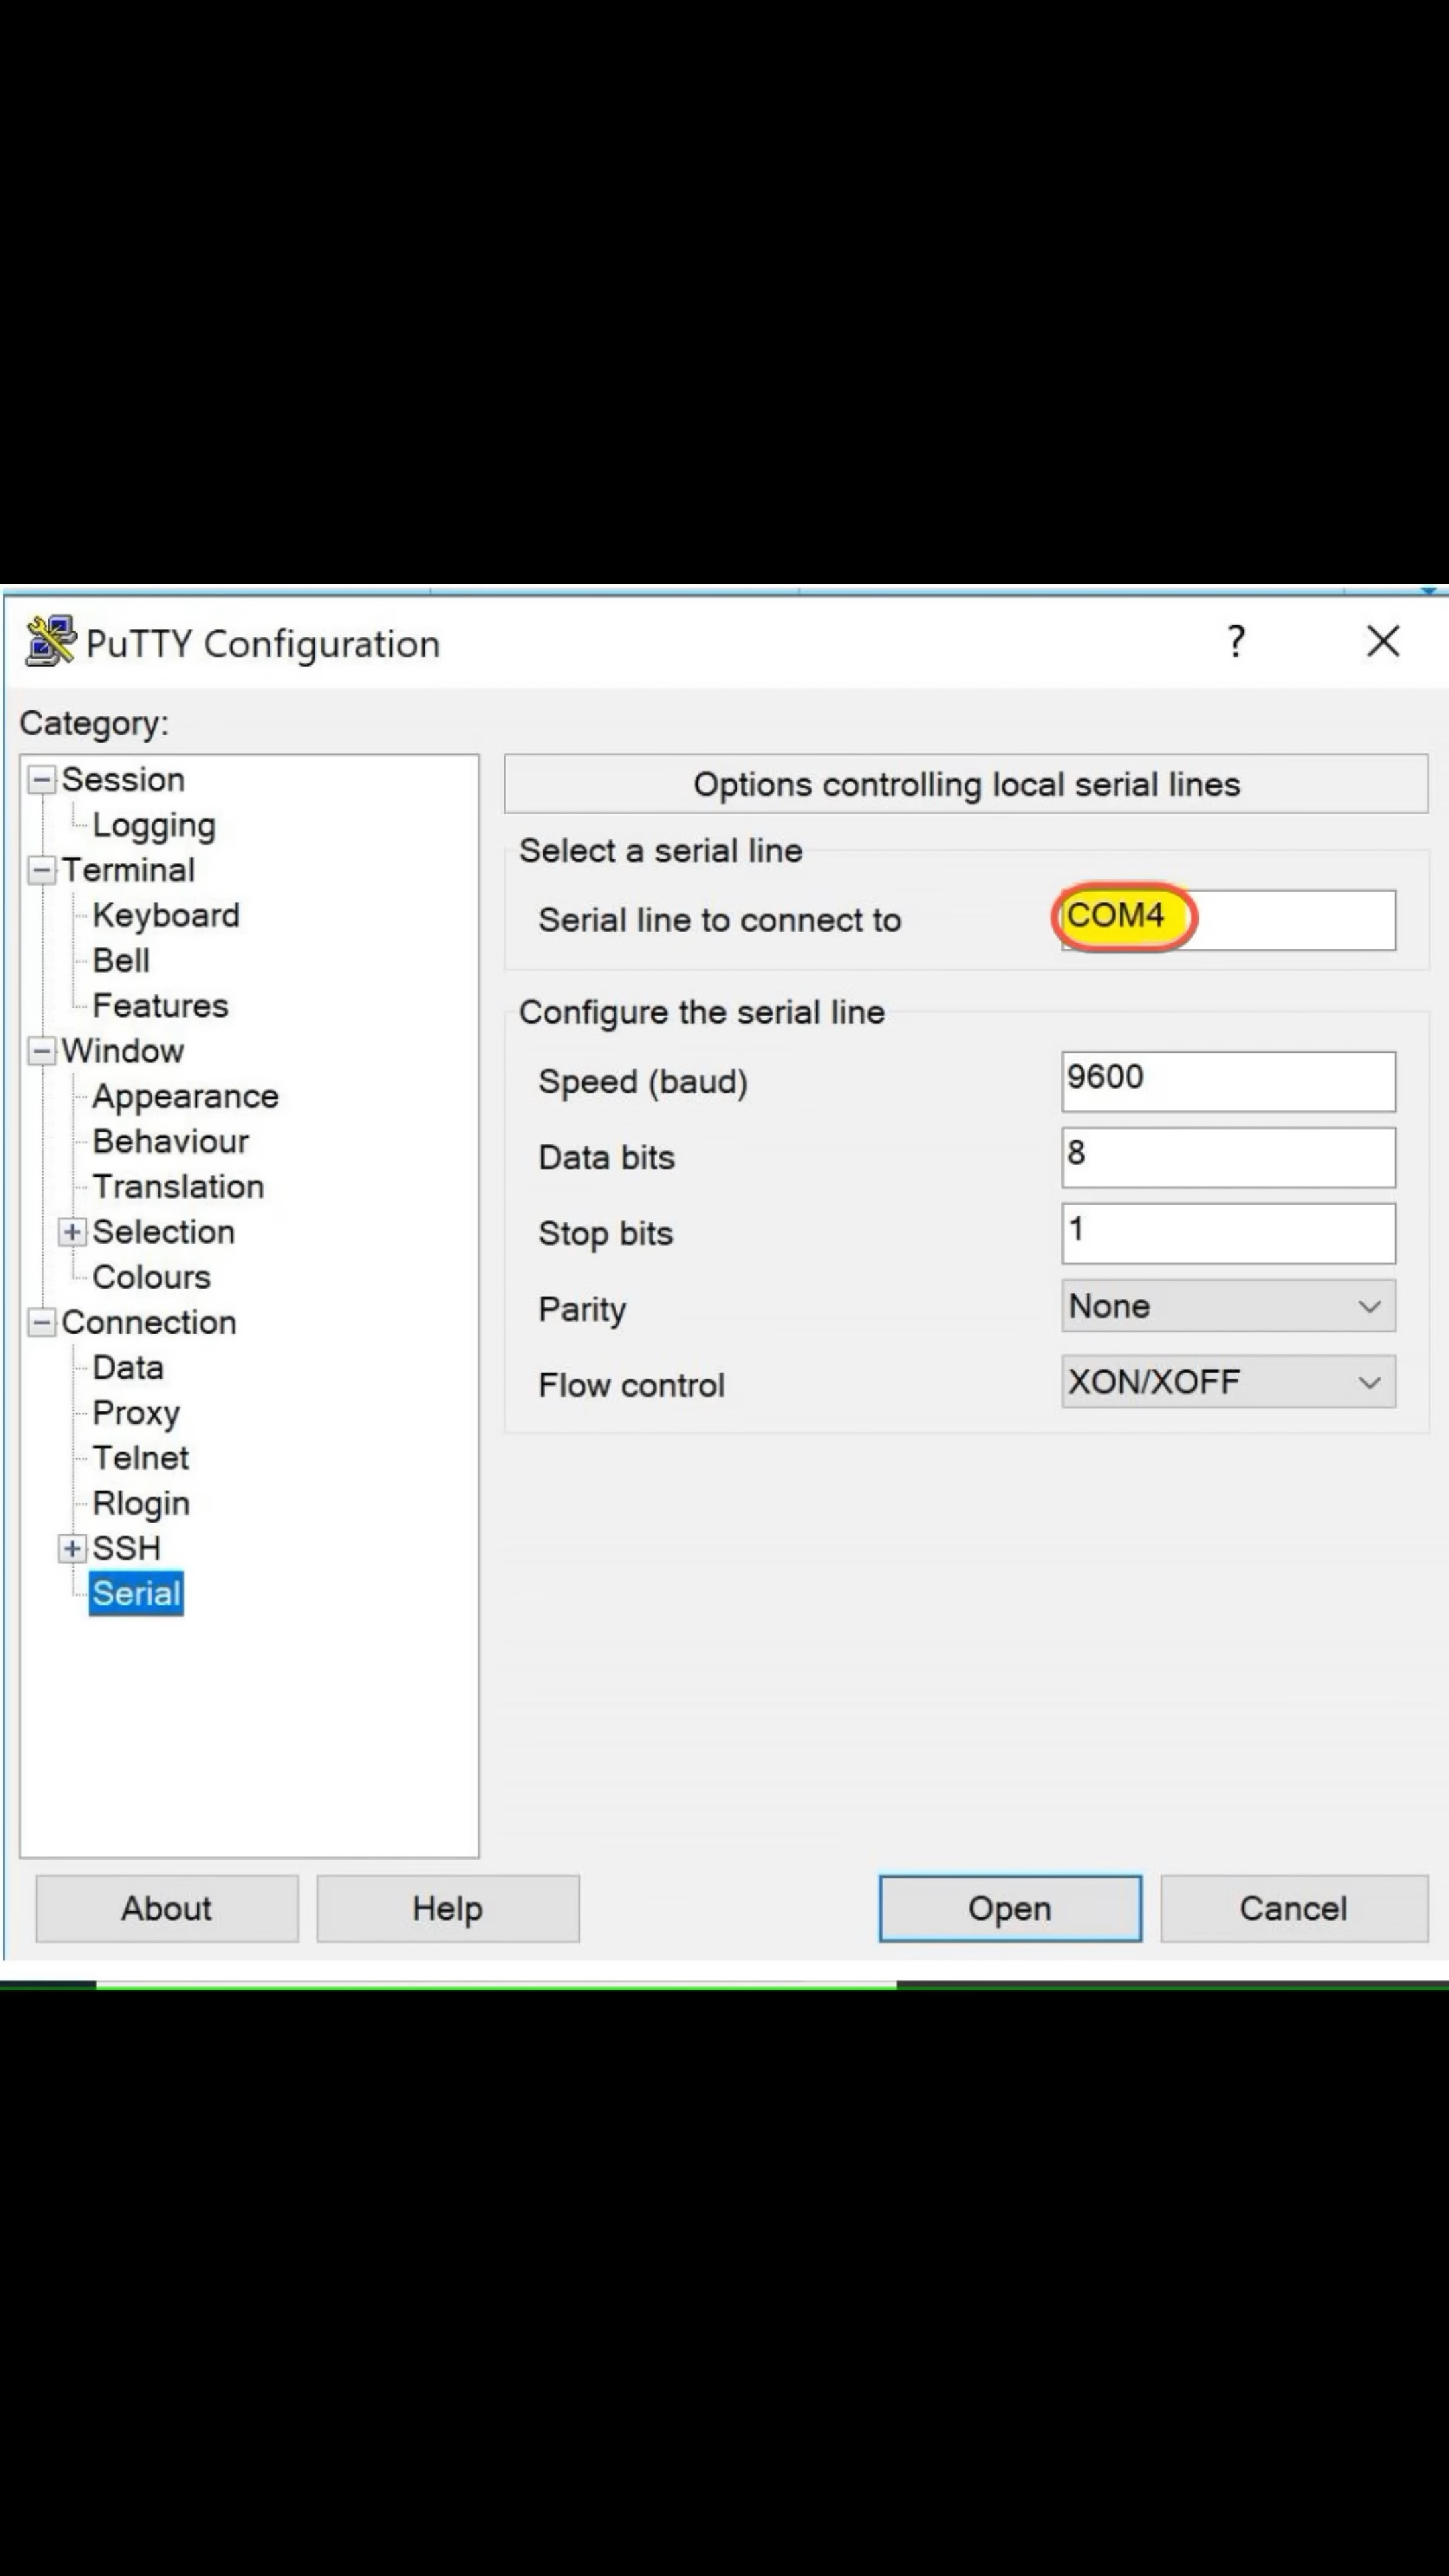 PuTTY Configuration
?
Category:
Session
Logging
Terminal
Keyboard
Bell
Features
Window
Appearance
Behaviour
Translation
Selection
Colours
Connection
Data
Proxy
Telnet
Rlogin
SSH
Serial
Options controlling local serial lines
Select a serial line
Serial line to connect to COM4
Configure the serial line
Speed (baud) 9600
Data bits 8
Stop bits 1
Parity None
Flow control XON/XOFF
About Help Open Cancel